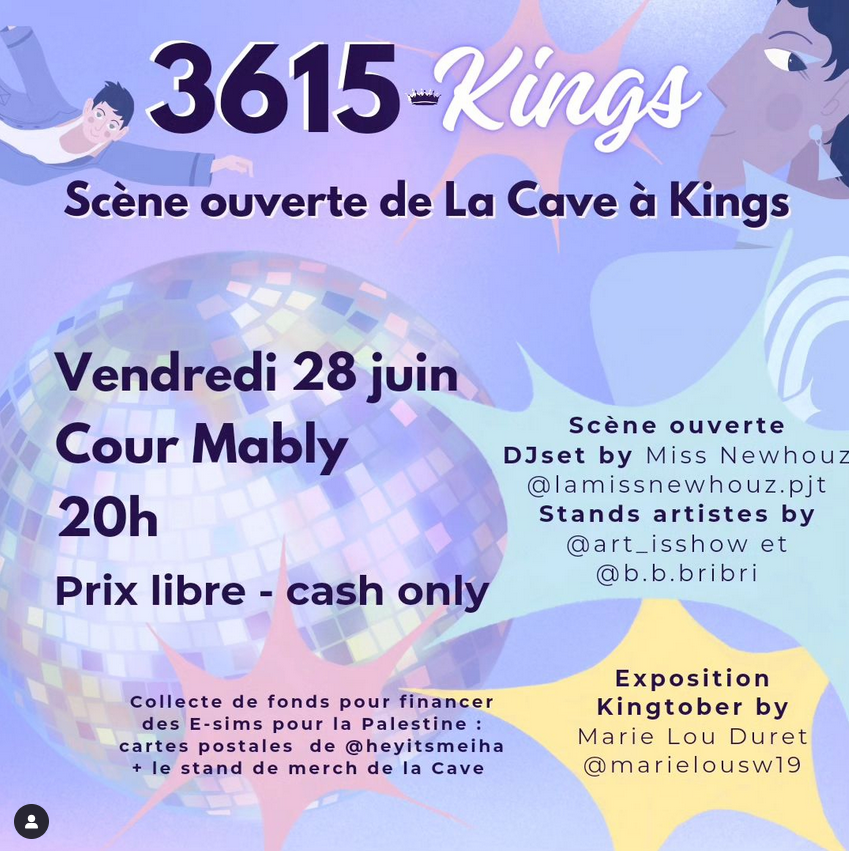 3615-Kings
Scène ouverte de La Cave à Kings
Vendredi 28 juin
Cour Mably
20h
Prix libre - cash only
Scène ouverte
DJset by Miss Newhouz
@lamissnewhouz.pjt
Stands artistes by
@art_isshow et
@b.b.bribri
Collecte de fonds pour financer
des E-sims pour la Palestine :
cartes postales de @heyitsmeiha
+ le stand de merch de la Cave
Exposition
Kingtober by
Marie Lou Duret
@marielousw19